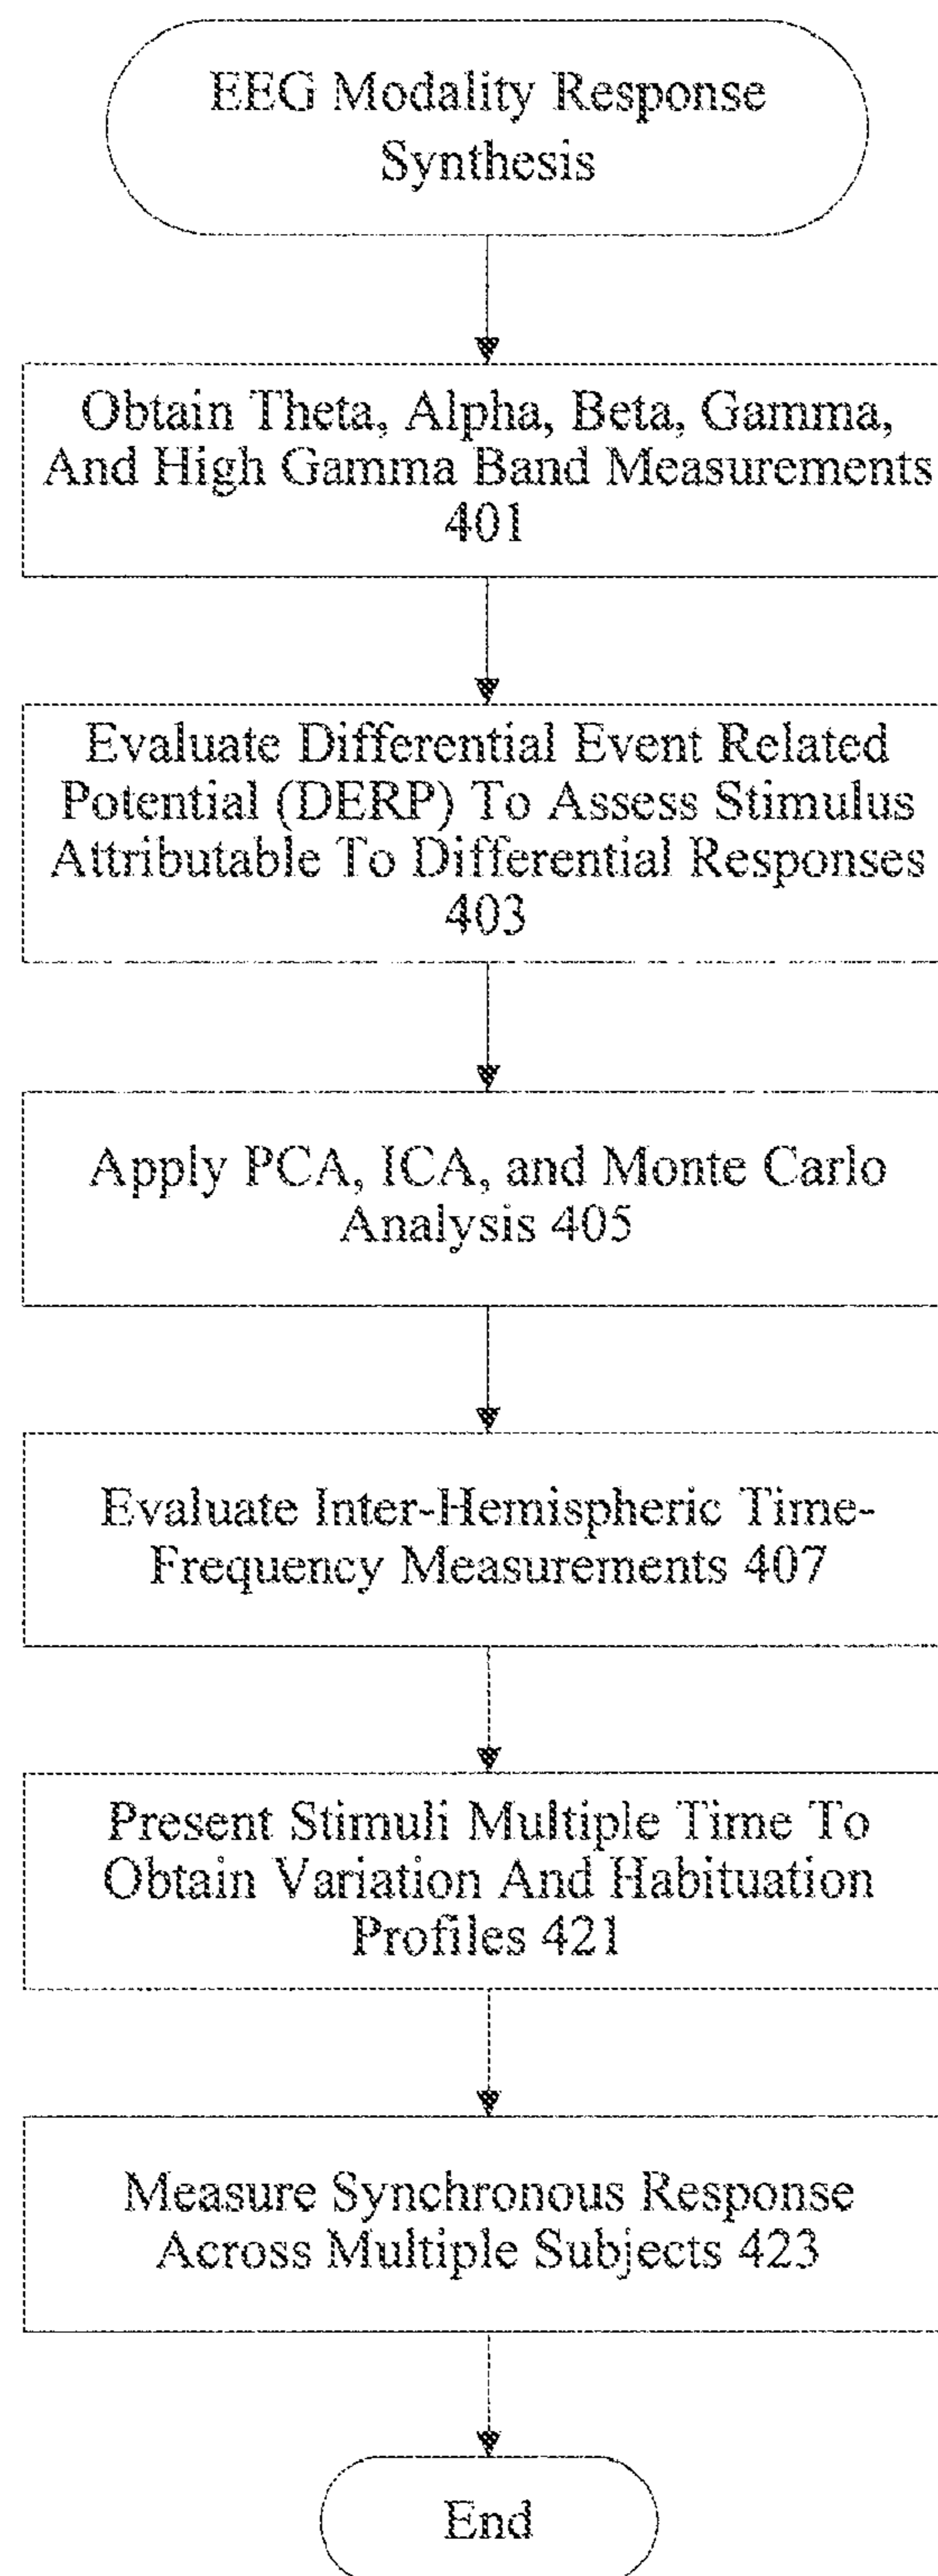 EEG Modality Response
Synthesis
Obtain Theta, Alpha, Beta, Gamma,
And High Gamma Band Measurements
401
Evaluate Differential Event Related
Potential (DERP) To Assess Stimulus
Attributable To Differential Responses
403
Apply PCA, ICA, and Monte Carlo
Analysis 405
Evaluate Inter-Hemispheric Time-
Frequency Measurements 407
Present Stimuli Multiple Time To
Obtain Variation And Habituation
Profiles 421
Measure Synchronous Response
Across Multiple Subjects 423
End